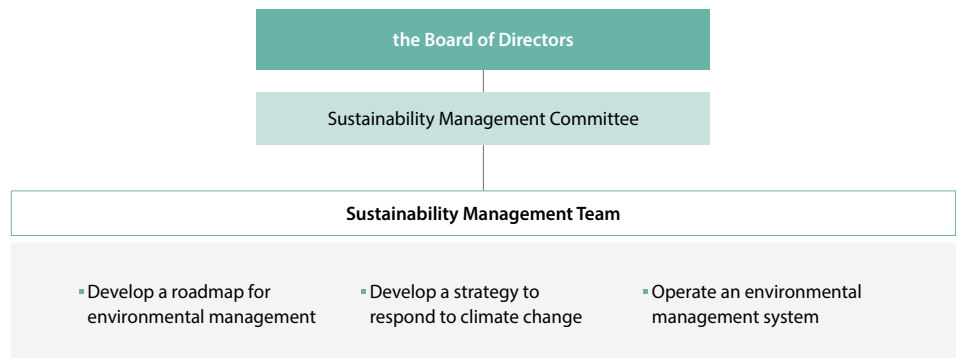 the Board of Directors
Sustainability Management Committee
Sustainability Management Team
▪ Develop a roadmap for
environmental management
▪ Develop a strategy to
respond to climate change
▪ Operate an environmental
management system